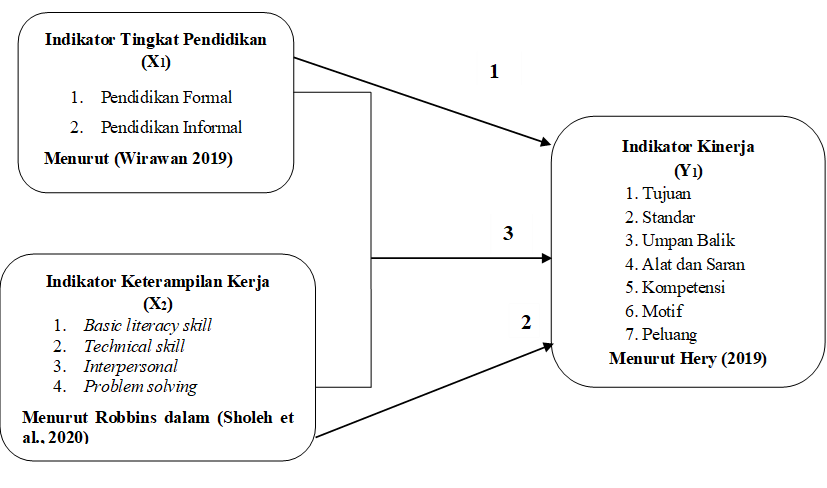 Indikator Tingkat Pendidikan
(X1)
1. Pendidikan Formal
2. Pendidikan Informal
Menurut (Wirawan 2019)
1
Indikator Kinerja
(Y1)
1. Tujuan
2. Standar
3. Umpan Balik
4. Alat dan Saran
5. Kompetensi
6. Motif
7. Peluang
Menurut Hery (2019)
3
2
Indikator Keterampilan Kerja
(X2)
1. Basic literacy skill
2. Technical skill
3. Interpersonal
4. Problem solving
Menurut Robbins dalam (Sholeh et
al., 2020)